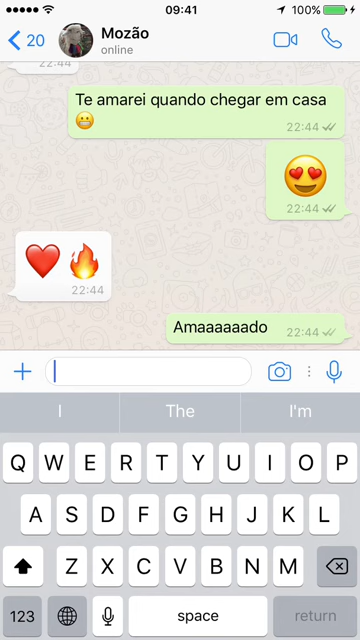 09:41
100%
20
Mozão
online
22:44
Te amarei quando chegar em casa
😬
22:44
😍
22:44
❤️🔥
22:44
Amaaaaaado
22:44
I The I'm
Q W E R T Y U I O P
A S D F G H J K L
Z X C V B N M
123 space return